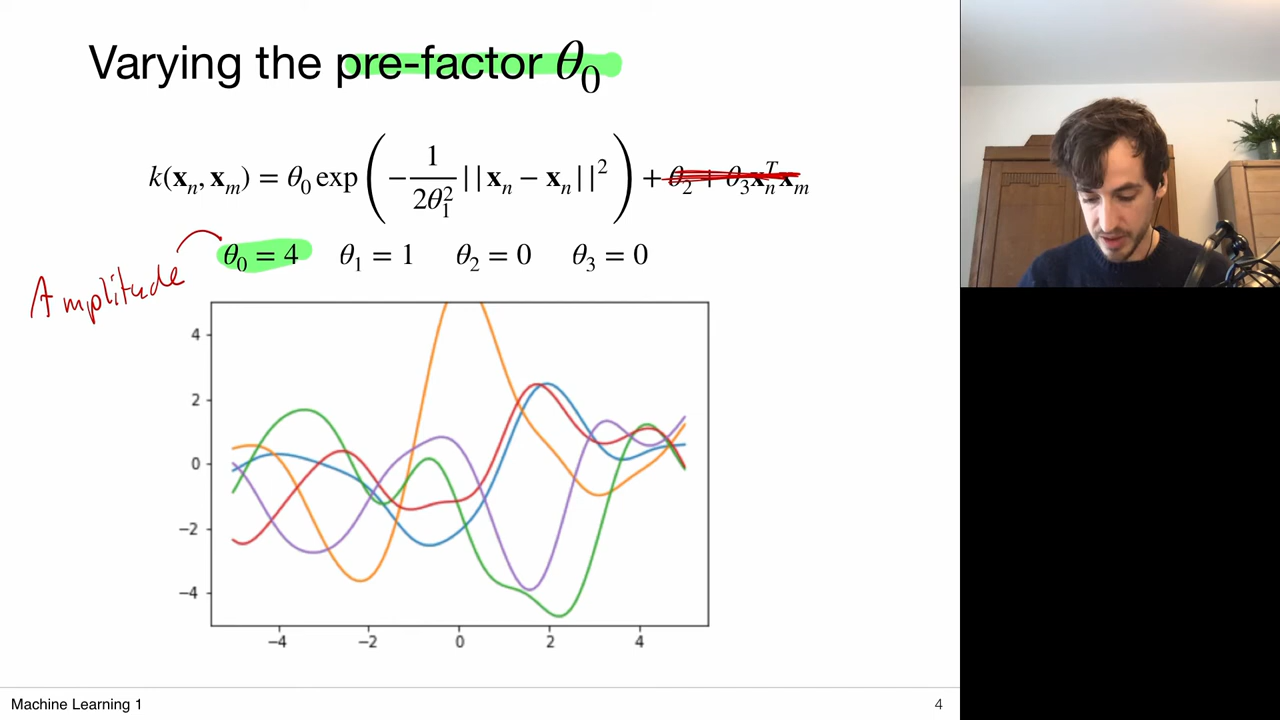 Varying the pre-factor θ₀
k(𝐱ₙ, 𝐱ₘ) = θ₀ exp(−1/(2θ₁²) ||𝐱ₙ − 𝐱ₙ||²) + θ₂ + θ₃𝐱ₙᵀ𝐱ₘ
θ₀ = 4 θ₁ = 1 θ₂ = 0 θ₃ = 0
Amplitude
4
2
0
−2
−4
−4 −2 0 2 4
Machine Learning 1 4